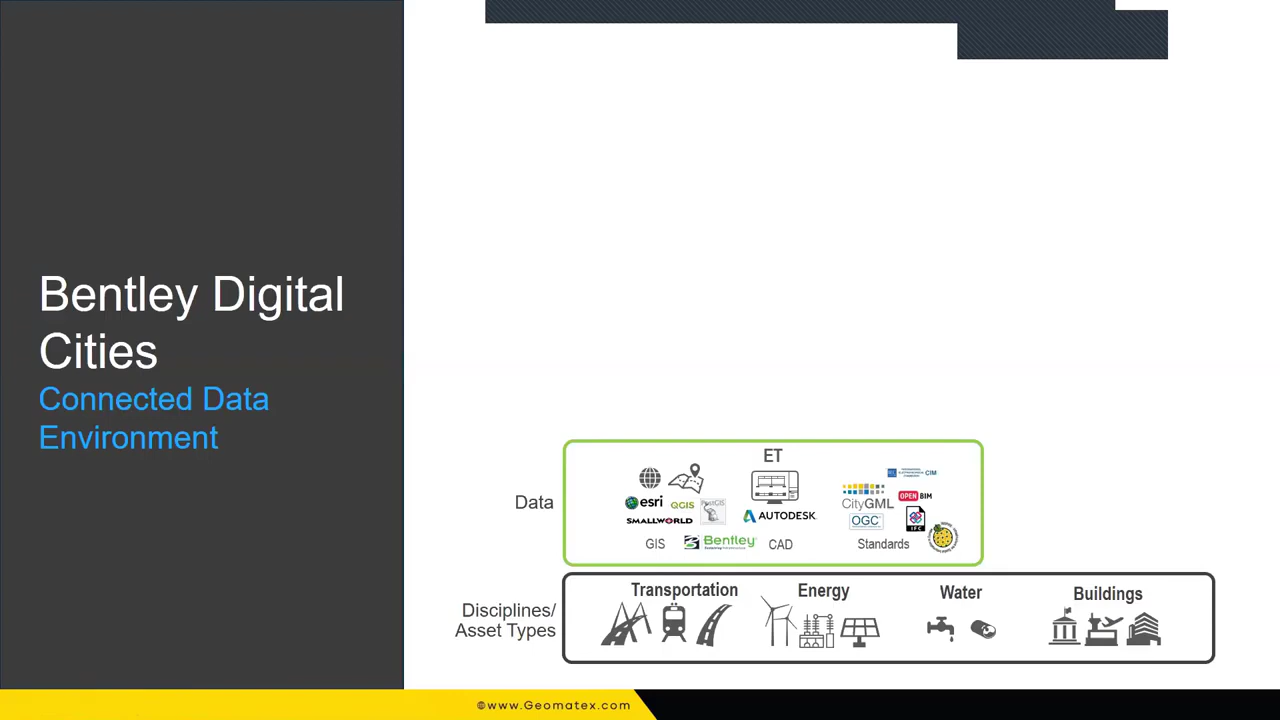 Bentley Digital
Cities
Connected Data
Environment
ET
CIM
esri
QGIS
PostGIS
AUTODESK
CityGML
OPEN BIM
Data
SMALLWORLD
OGC
IFC
GIS
Bentley
CAD
Standards
Transportation
Energy
Water
Buildings
Disciplines/
Asset Types
©www.Geomatex.com